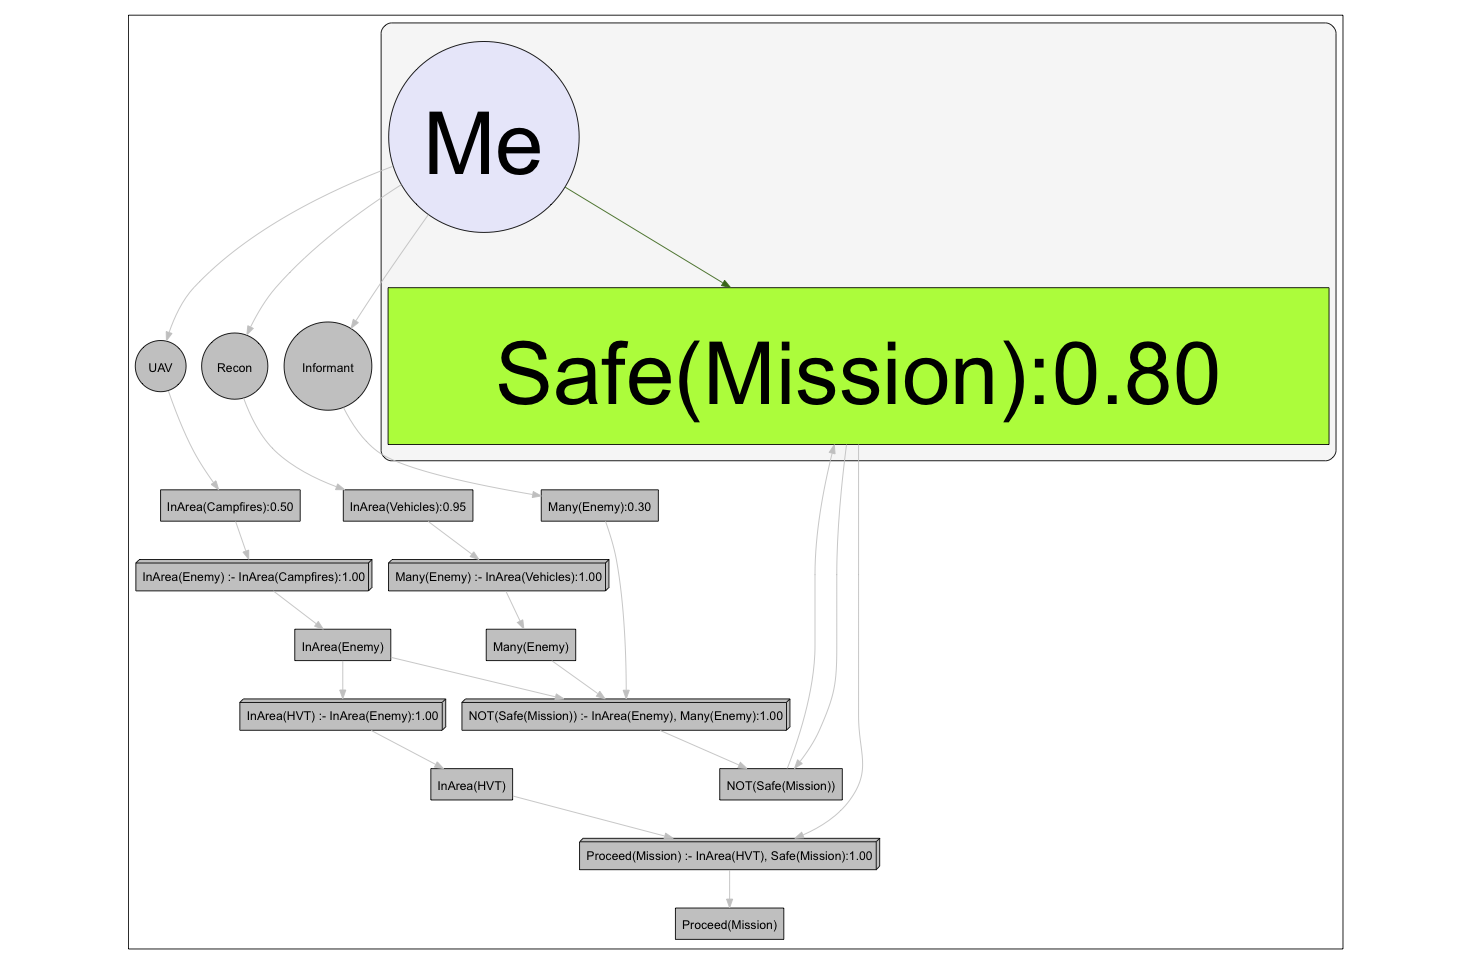 Me
Safe(Mission):0.80
UAV
Recon
Informant
InArea(Campfires):0.50
InArea(Vehicles):0.95
Many(Enemy):0.30
InArea(Enemy) :- InArea(Campfires):1.00
Many(Enemy) :- InArea(Vehicles):1.00
InArea(Enemy)
Many(Enemy)
InArea(HVT) :- InArea(Enemy):1.00
NOT(Safe(Mission)) :- InArea(Enemy), Many(Enemy):1.00
InArea(HVT)
NOT(Safe(Mission))
Proceed(Mission) :- InArea(HVT), Safe(Mission):1.00
Proceed(Mission)